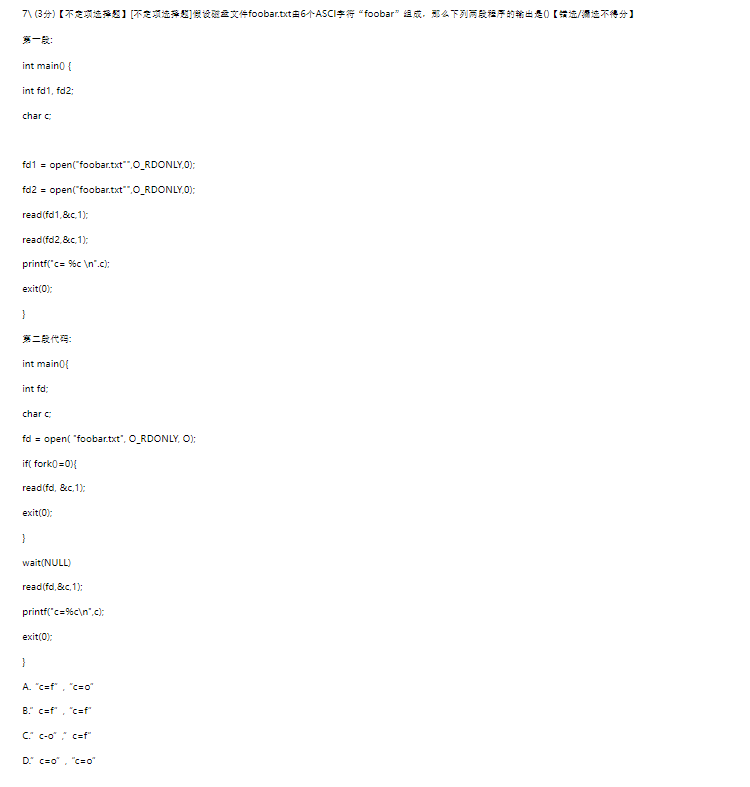 7\ (3分)【不定项选择题】[不定项选择题]假设磁盘文件foobar.txt由6个ASCI字符“foobar”组成，那么下列两段程序的输出是()【错选/漏选不得分】
第一段:
int main() {
int fd1, fd2;
char c;
fd1 = open("foobar.txt"",O_RDONLY,0);
fd2 = open("foobar.txt"",O_RDONLY,0);
read(fd1,&c,1);
read(fd2,&c,1);
printf("c= %c \n".c);
exit(0);
}
第二段代码:
int main(){
int fd;
char c;
fd = open( "foobar.txt", O_RDONLY, O);
if( fork()=0){
read(fd, &c,1);
exit(0);
}
wait(NULL)
read(fd,&c,1);
printf("c=%c\n",c);
exit(0);
}
A. "c=f" , "c=o"
B." c=f" , "c=f"
C." c-o" ," c=f"
D." c=o" , "c=o"